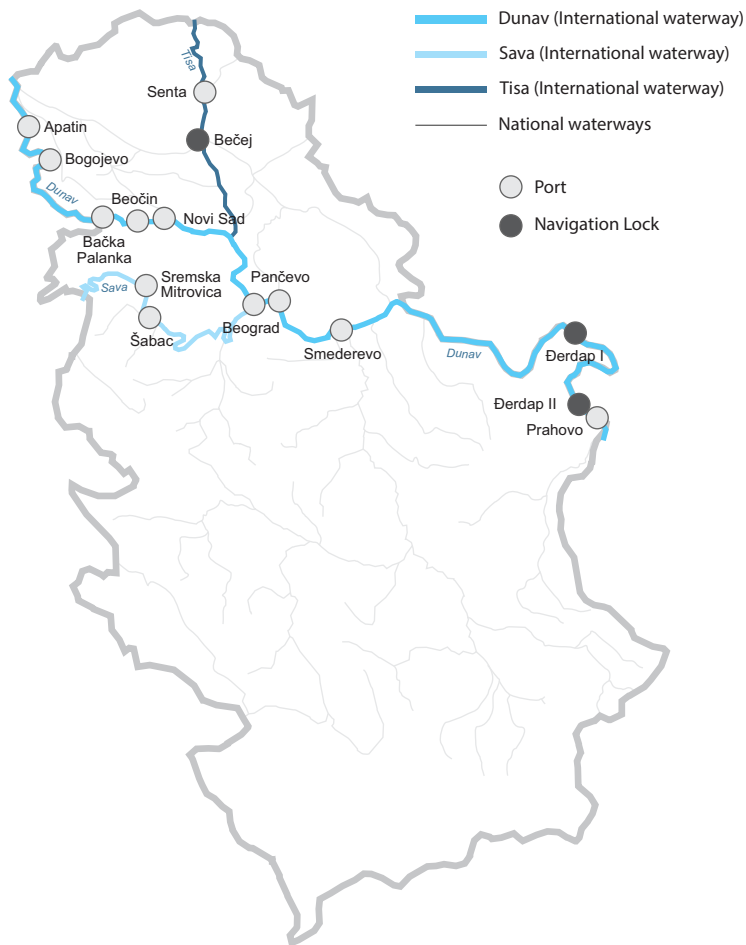 Dunav (International waterway)
Sava (International waterway)
Tisa (International waterway)
National waterways
Port
Navigation Lock
Tisa
Senta
Bečej
Apatin
Bogojevo
Dunav
Beočin
Novi Sad
Bačka
Palanka
Sava
Sremska
Mitrovica
Pančevo
Šabac
Beograd
Smederevo
Dunav
Đerdap I
Đerdap II
Prahovo